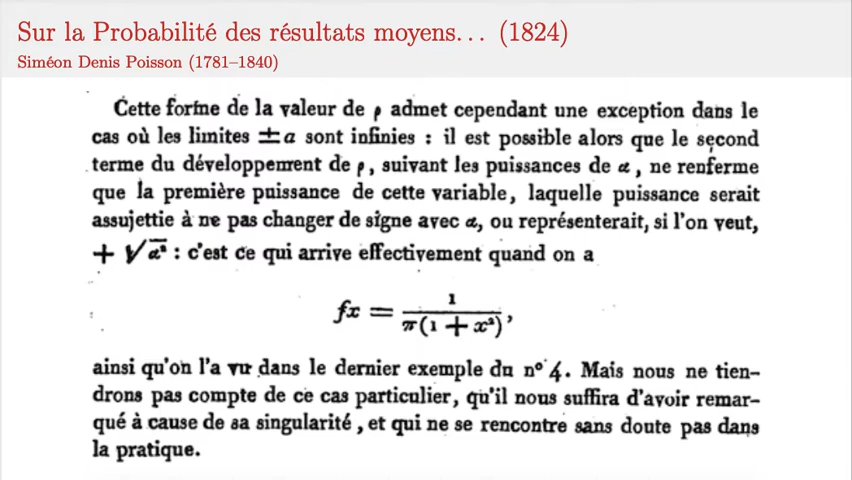 Sur la Probabilité des résultats moyens... (1824)
Siméon Denis Poisson (1781–1840)
Cette forme de la valeur de ρ admet cependant une exception dans le
cas où les limites ±a sont infinies : il est possible alors que le second
terme du développement de ρ, suivant les puissances de α, ne renferme
que la première puissance de cette variable, laquelle puissance serait
assujettie à ne pas changer de signe avec α, ou représenterait, si l'on veut,
+ √α² : c'est ce qui arrive effectivement quand on a
fx = 1 / π(1 + x²),
ainsi qu'on l'a vu dans le dernier exemple du n° 4. Mais nous ne tien-
drons pas compte de ce cas particulier, qu'il nous suffira d'avoir remar-
qué à cause de sa singularité, et qui ne se rencontre sans doute pas dans
la pratique.